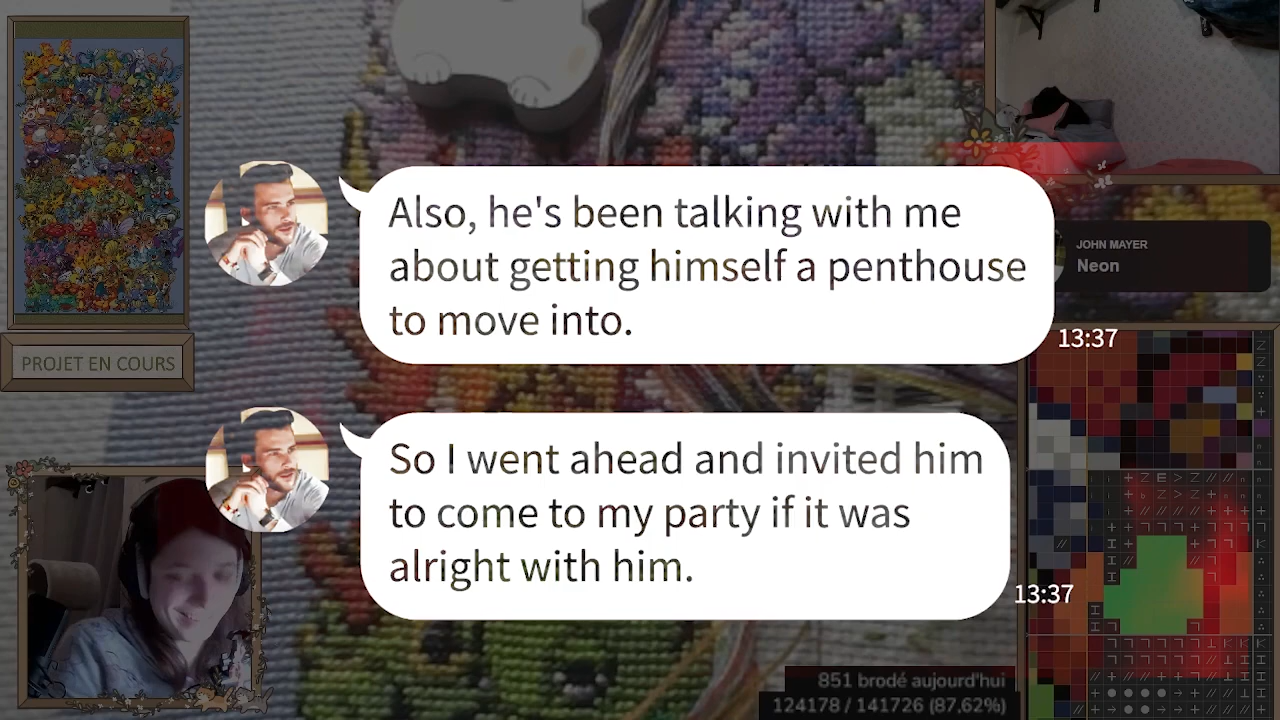 Also, he's been talking with me
about getting himself a penthouse
to move into.
13:37
So I went ahead and invited him
to come to my party if it was
alright with him.
13:37
PROJET EN COURS
JOHN MAYER
Neon
851 brodé aujourd'hui
124178 / 141726 (87,62%)